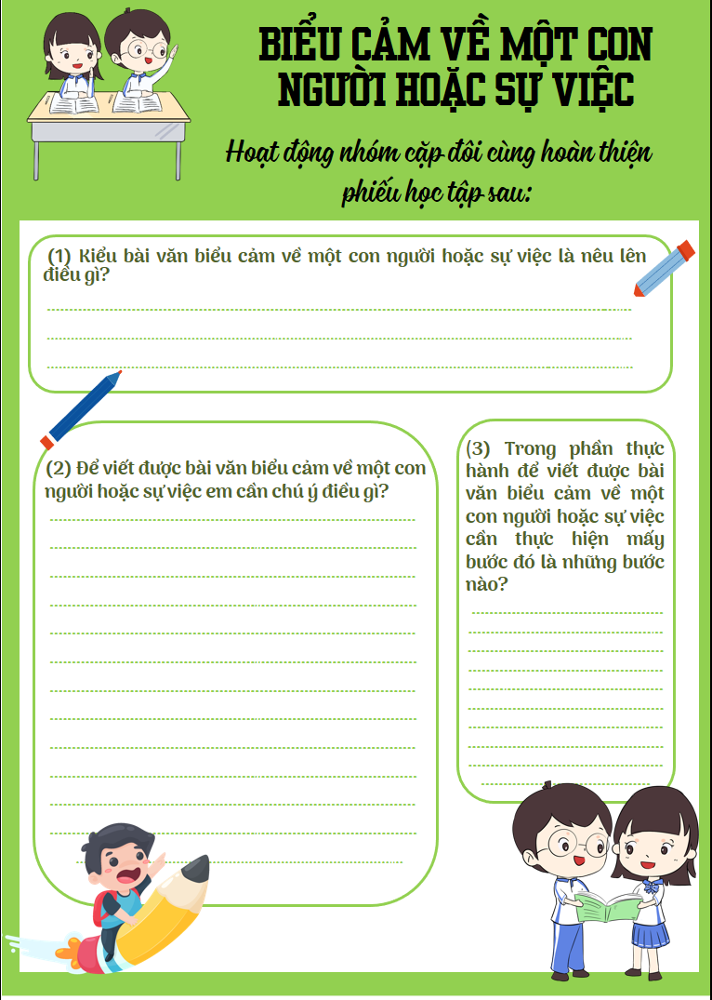 BIỂU CẢM VỀ MỘT CON
NGƯỜI HOẶC SỰ VIỆC
Hoạt động nhóm cặp đôi cùng hoàn thiện
phiếu học tập sau:
(1) Kiểu bài văn biểu cảm về một con người hoặc sự việc là nêu lên
điều gì?
(2) Để viết được bài văn biểu cảm về một con
người hoặc sự việc em cần chú ý điều gì?
(3) Trong phần thực
hành để viết được bài
văn biểu cảm về một
con người hoặc sự việc
cần thực hiện mấy
bước đó là những bước
nào?